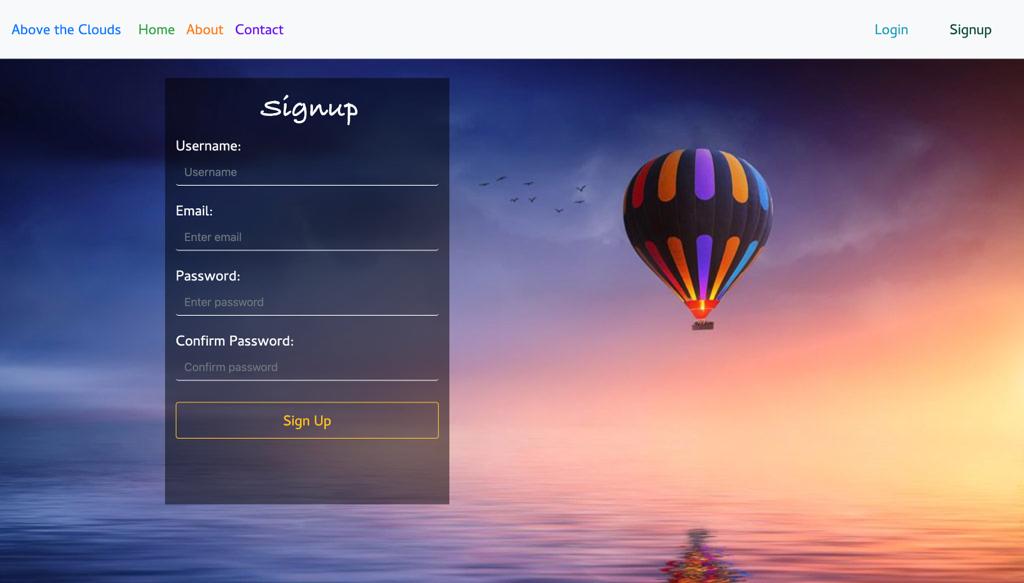 Above the Clouds Home About Contact Login Signup
Signup
Username:
Username
Email:
Enter email
Password:
Enter password
Confirm Password:
Confirm password
Sign Up